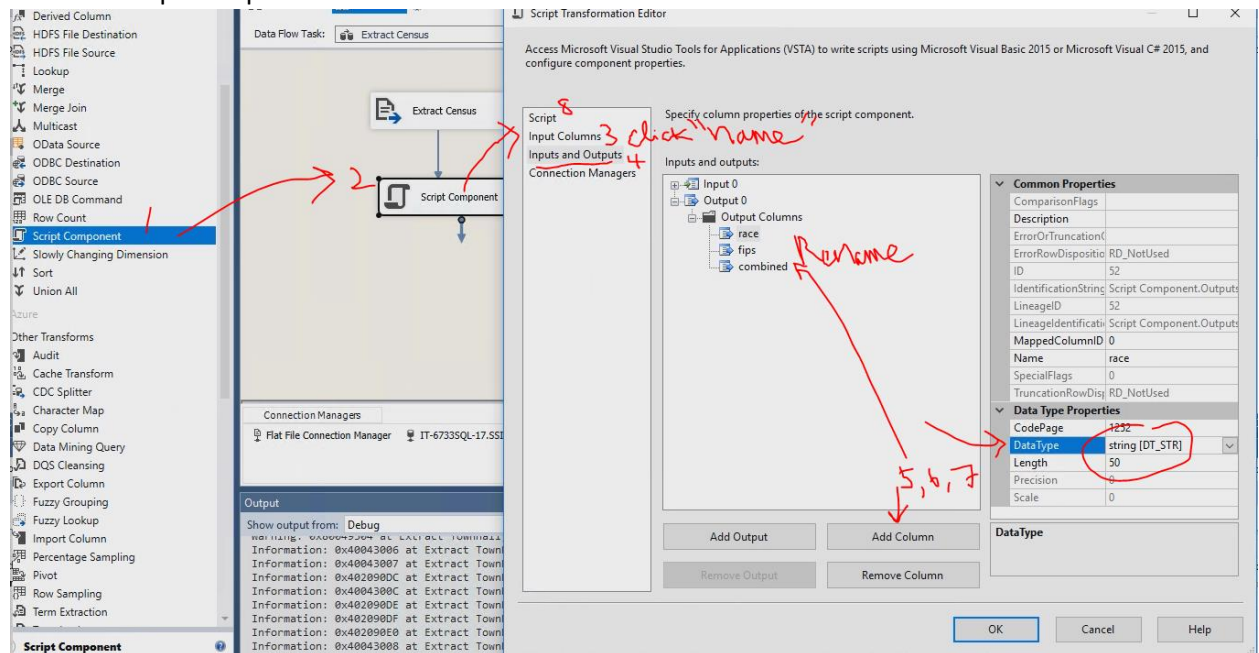 Derived Column
HDFS File Destination
HDFS File Source
Lookup
Merge
Merge Join
Multicast
OData Source
ODBC Destination
ODBC Source
OLE DB Command
Row Count
Script Component
Slowly Changing Dimension
Sort
Union All
Azure
Other Transforms
Audit
Cache Transform
CDC Splitter
Character Map
Copy Column
Data Mining Query
DQS Cleansing
Export Column
Fuzzy Grouping
Fuzzy Lookup
Import Column
Percentage Sampling
Pivot
Row Sampling
Term Extraction
Script Component
1
Data Flow Task: Extract Census
Extract Census
2
Script Component
Connection Managers
Flat File Connection Manager IT-6733SQL-17.SSI
Output
Show output from: Debug
Information: 0x40043006 at Extract Town
Information: 0x40043007 at Extract Town
Information: 0x402090DC at Extract Town
Information: 0x4004300C at Extract Town
Information: 0x402090DE at Extract Town
Information: 0x402090DF at Extract Town
Information: 0x402090E0 at Extract Town
Information: 0x40043008 at Extract Town
Script Transformation Editor
Access Microsoft Visual Studio Tools for Applications (VSTA) to write scripts using Microsoft Visual Basic 2015 or Microsoft Visual C# 2015, and
configure component properties.
Script 8
Input Columns 3 click "name"
Inputs and Outputs 4
Connection Managers
Specify column properties of the script component.
Inputs and outputs:
Input 0
Output 0
Output Columns
race
fips
combined
Rename
5, 6, 7
Add Output Add Column
Remove Output Remove Column
Common Properties
ComparisonFlags
Description
ErrorOrTruncationO
ErrorRowDispositio RD_NotUsed
ID 52
IdentificationString Script Component.Outputs
LineageID 52
LineageIdentificati Script Component.Outputs
MappedColumnID 0
Name race
SpecialFlags 0
TruncationRowDisp RD_NotUsed
Data Type Properties
CodePage 1252
DataType string [DT_STR]
Length 50
Precision 0
Scale 0
DataType
OK Cancel Help